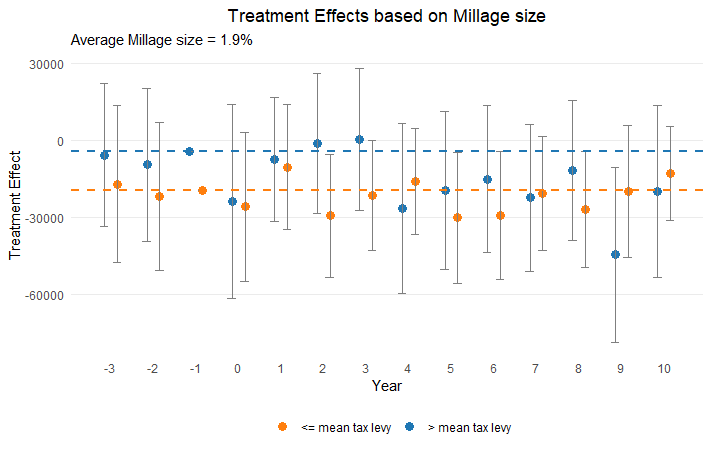 Treatment Effects based on Millage size
Average Millage size = 1.9%
30000
0
-30000
-60000
Treatment Effect
-3 -2 -1 0 1 2 3 4 5 6 7 8 9 10
Year
<= mean tax levy > mean tax levy